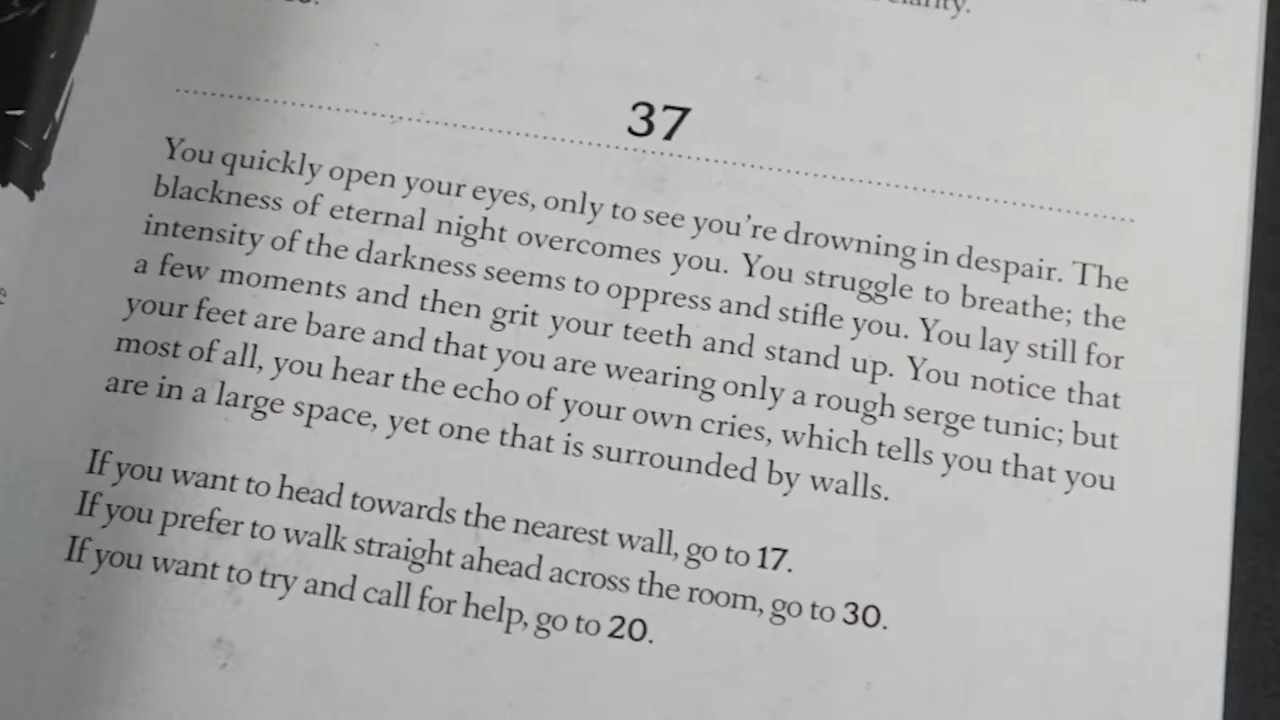 37
You quickly open your eyes, only to see you're drowning in despair. The
blackness of eternal night overcomes you. You struggle to breathe; the
intensity of the darkness seems to oppress and stifle you. You lay still for
a few moments and then grit your teeth and stand up. You notice that
your feet are bare and that you are wearing only a rough serge tunic; but
most of all, you hear the echo of your own cries, which tells you that you
are in a large space, yet one that is surrounded by walls.
If you want to head towards the nearest wall, go to 17.
If you prefer to walk straight ahead across the room, go to 30.
If you want to try and call for help, go to 20.